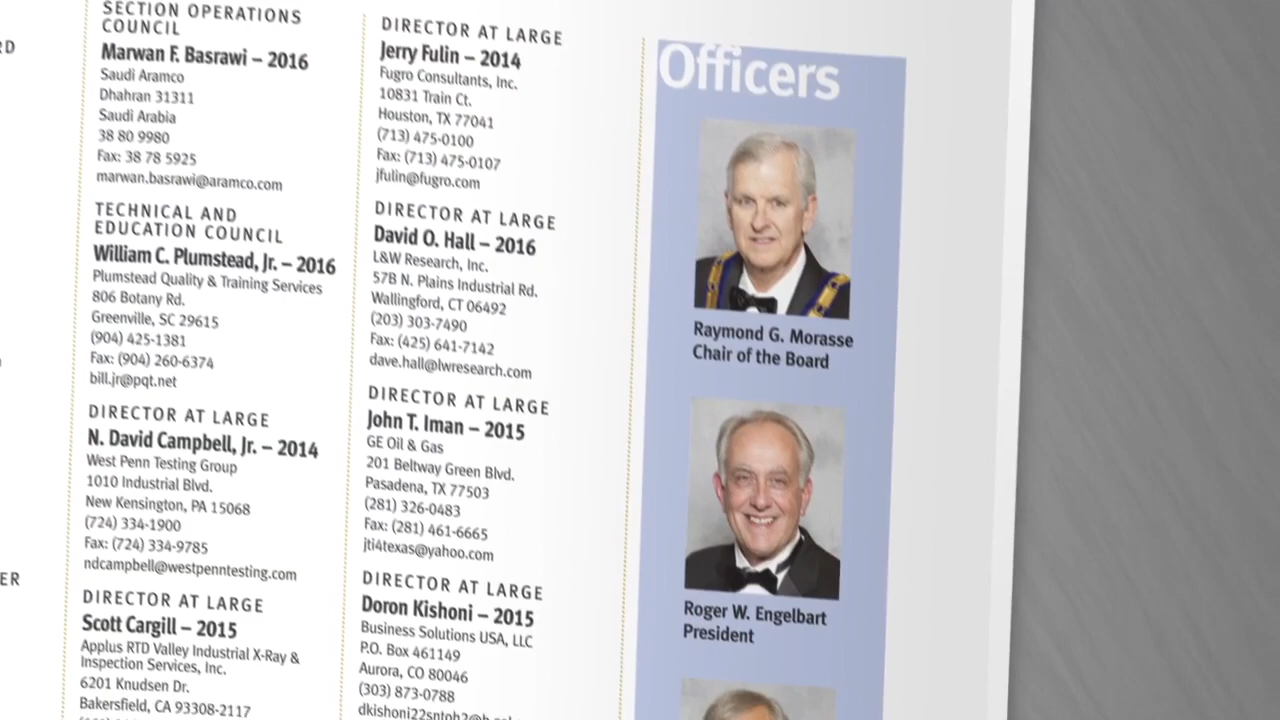 RD
ER
SECTION OPERATIONS
COUNCIL
Marwan F. Basrawi – 2016
Saudi Aramco
Dhahran 31311
Saudi Arabia
38 80 9980
Fax: 38 78 5925
marwan.basrawi@aramco.com
TECHNICAL AND
EDUCATION COUNCIL
William C. Plumstead, Jr. – 2016
Plumstead Quality & Training Services
806 Botany Rd.
Greenville, SC 29615
(904) 425-1381
Fax: (904) 260-6374
bill.jr@pqt.net
DIRECTOR AT LARGE
N. David Campbell, Jr. – 2014
West Penn Testing Group
1010 Industrial Blvd.
New Kensington, PA 15068
(724) 334-1900
Fax: (724) 334-9785
ndcampbell@westpenntesting.com
DIRECTOR AT LARGE
Scott Cargill – 2015
Applus RTD Valley Industrial X-Ray &
Inspection Services, Inc.
6201 Knudsen Dr.
Bakersfield, CA 93308-2117
DIRECTOR AT LARGE
Jerry Fulin – 2014
Fugro Consultants, Inc.
10831 Train Ct.
Houston, TX 77041
(713) 475-0100
Fax: (713) 475-0107
jfulin@fugro.com
DIRECTOR AT LARGE
David O. Hall – 2016
L&W Research, Inc.
57B N. Plains Industrial Rd.
Wallingford, CT 06492
(203) 303-7490
Fax: (425) 641-7142
dave.hall@lwresearch.com
DIRECTOR AT LARGE
John T. Iman – 2015
GE Oil & Gas
201 Beltway Green Blvd.
Pasadena, TX 77503
(281) 326-0483
Fax: (281) 461-6665
jti4texas@yahoo.com
DIRECTOR AT LARGE
Doron Kishoni – 2015
Business Solutions USA, LLC
P.O. Box 461149
Aurora, CO 80046
(303) 873-0788
Officers
Raymond G. Morasse
Chair of the Board
Roger W. Engelbart
President